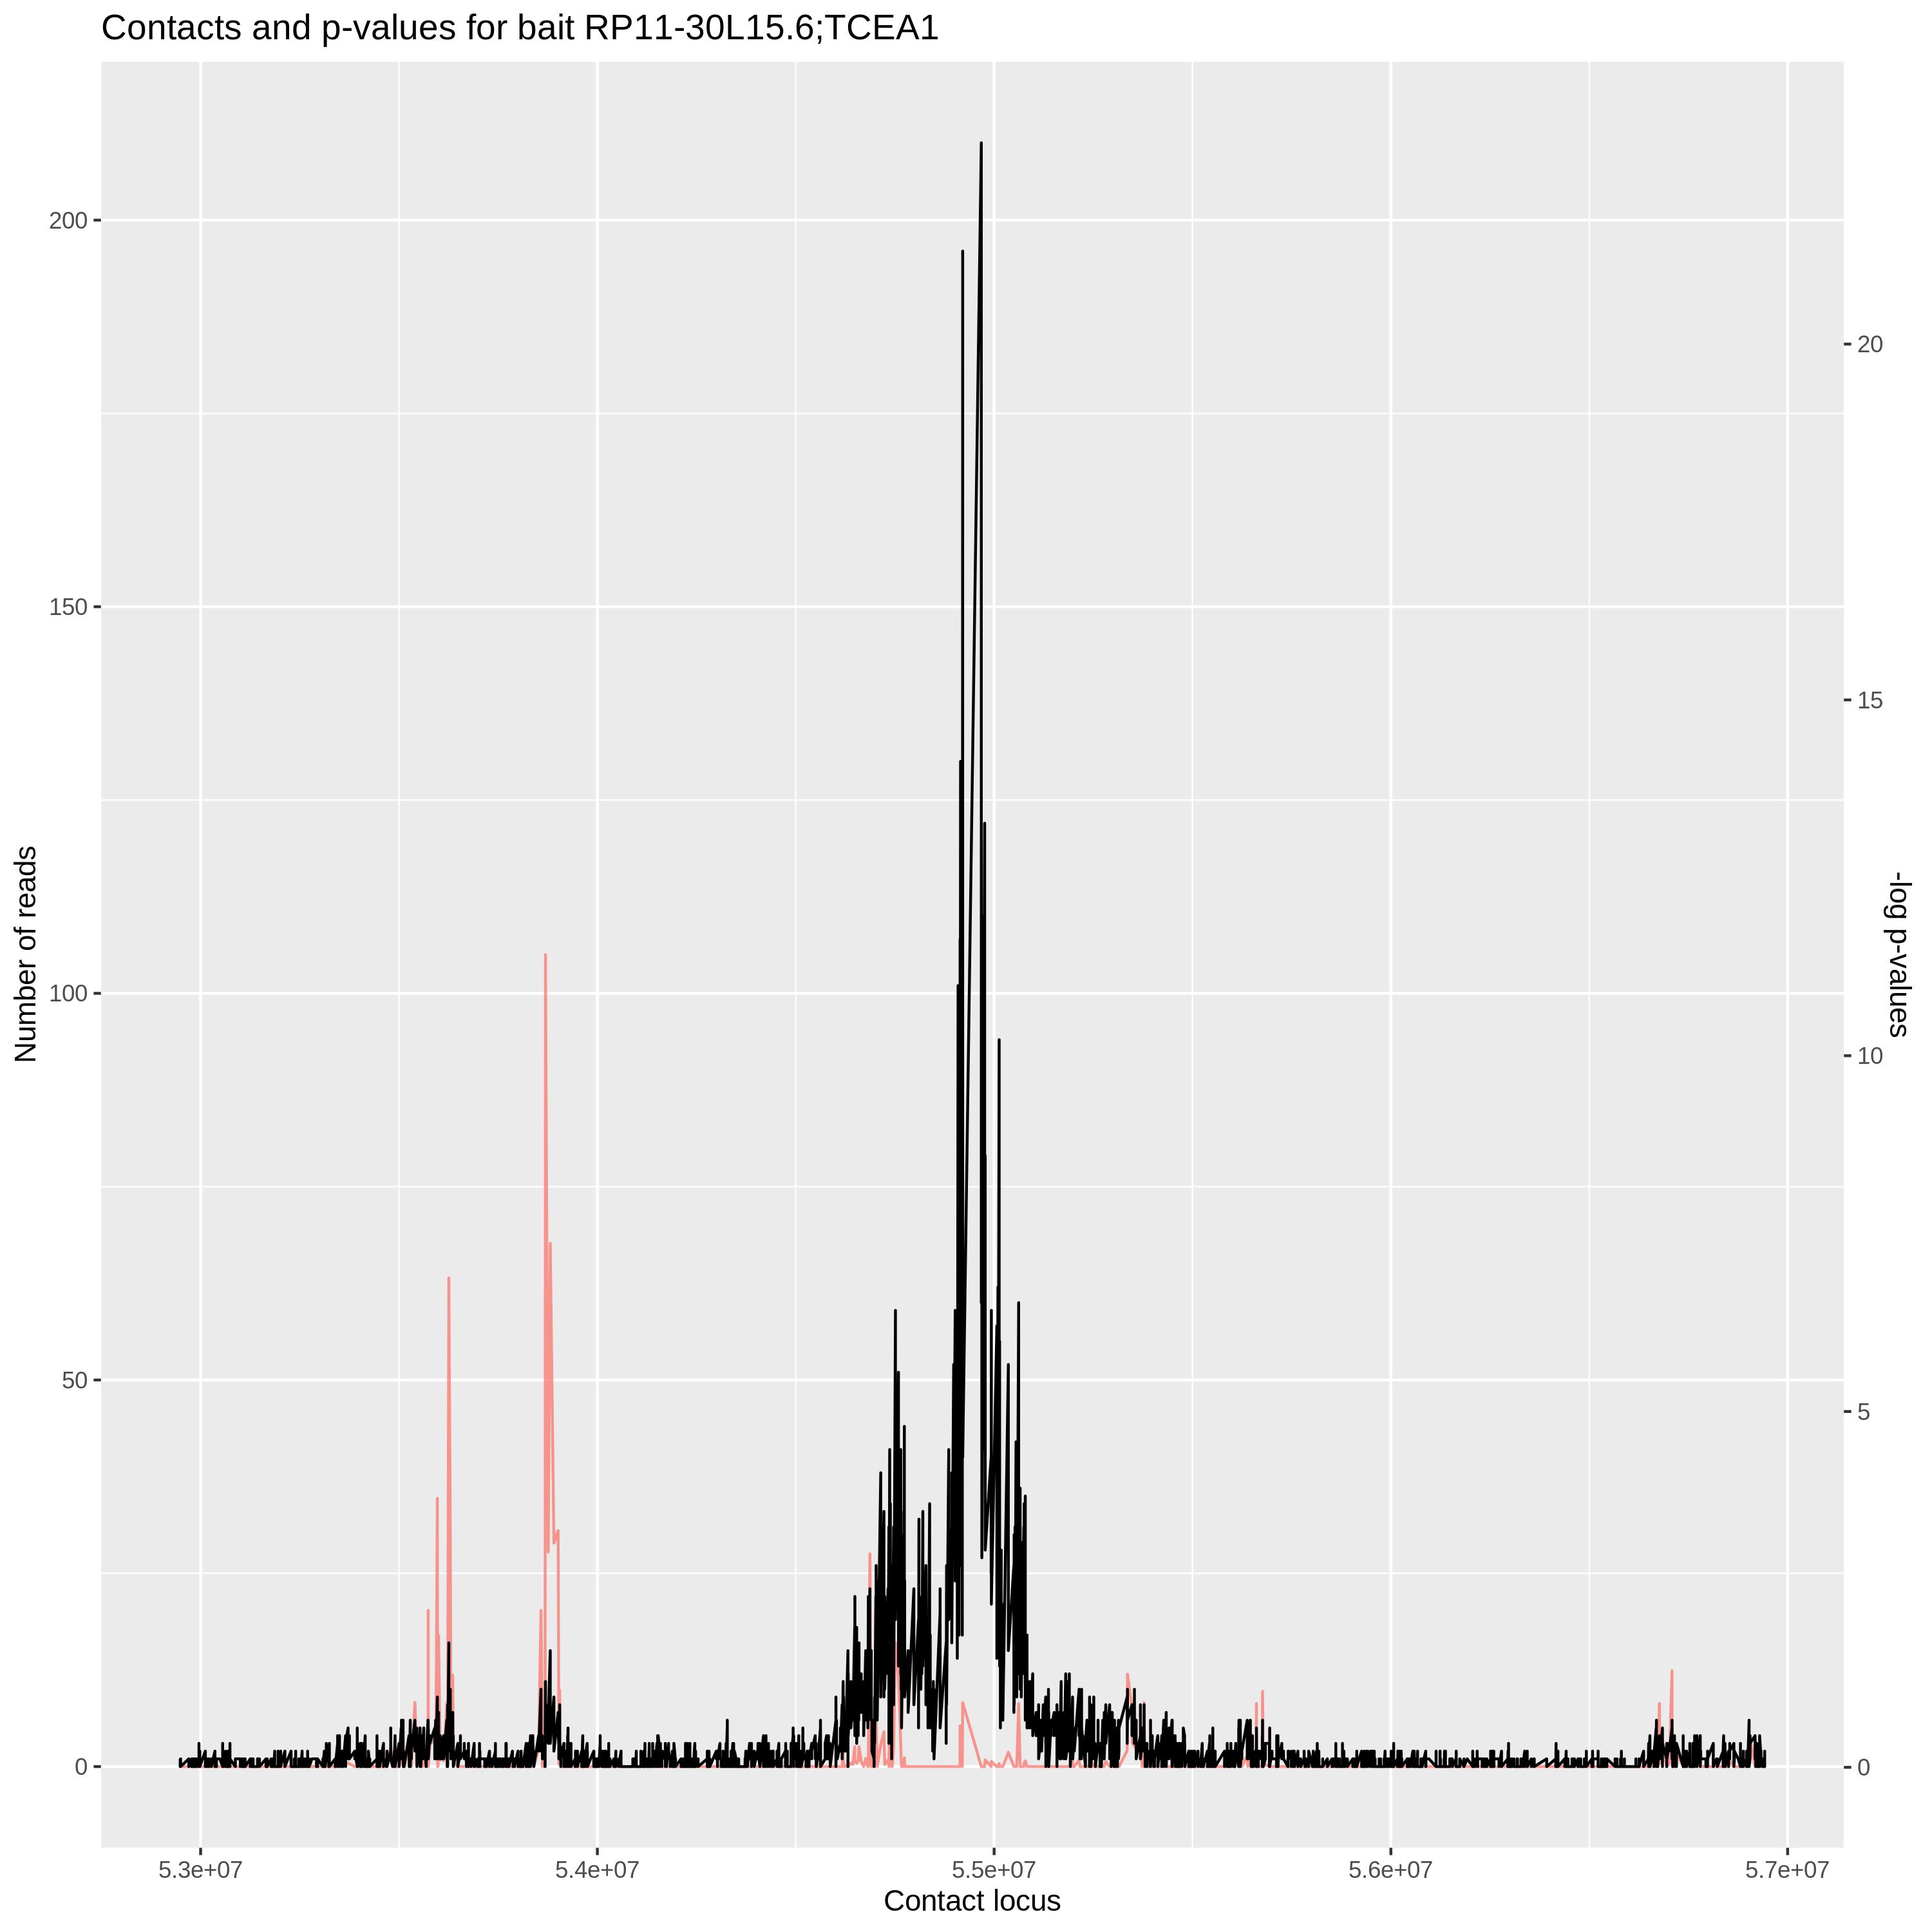 Contacts and p-values for bait RP11-30L15.6;TCEA1
200
150
100
50
0
Number of reads
20
15
10
5
0
-log p-values
5.3e+07 5.4e+07 5.5e+07 5.6e+07 5.7e+07
Contact locus